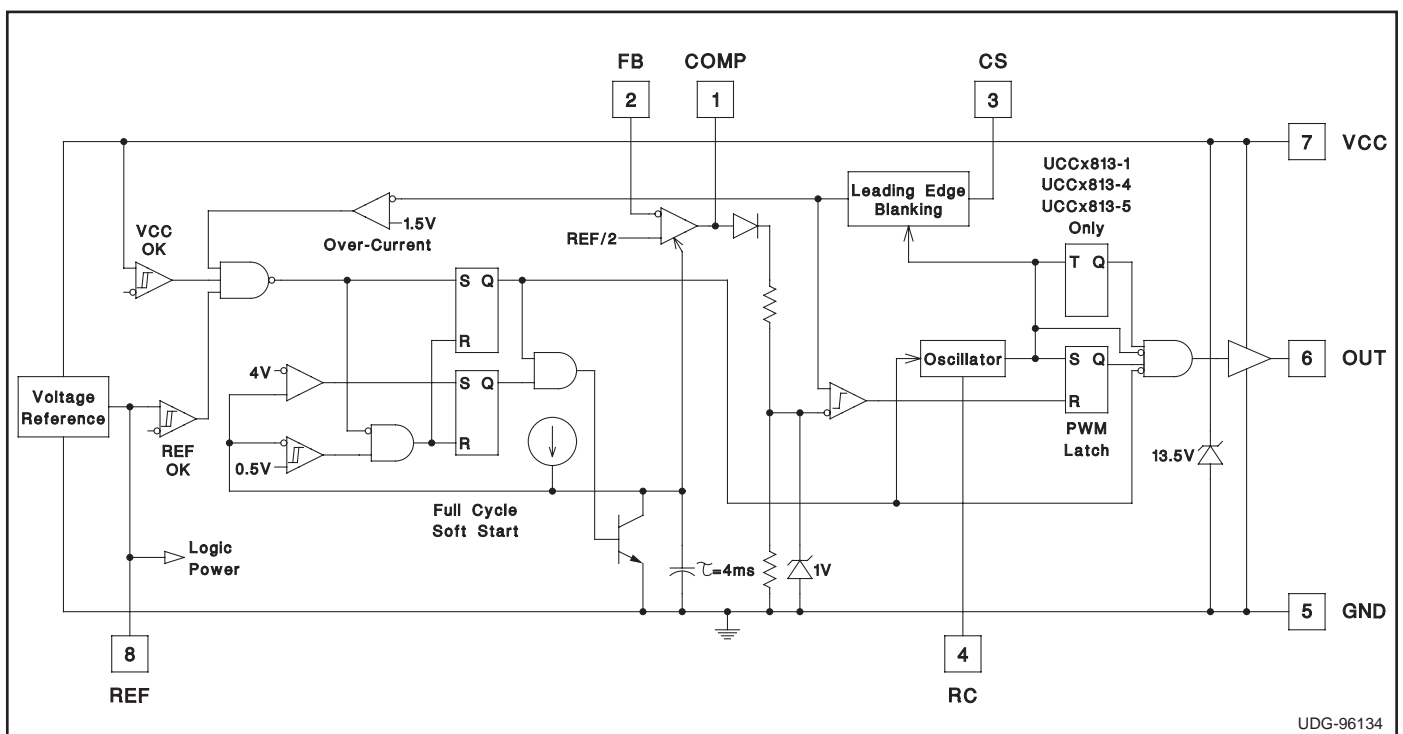 FB
COMP
CS
2
1
3
7
VCC
UCCx813-1
UCCx813-4
UCCx813-5
Only
Leading Edge
Blanking
1.5V
Over-Current
VCC
OK
REF/2
T Q
S Q
R
4V
S Q
R
0.5V
Oscillator
S Q
R
PWM
Latch
6
OUT
Voltage
Reference
REF
OK
13.5V
Full Cycle
Soft Start
Logic
Power
τ=4ms
1V
5
GND
8
REF
4
RC
UDG-96134